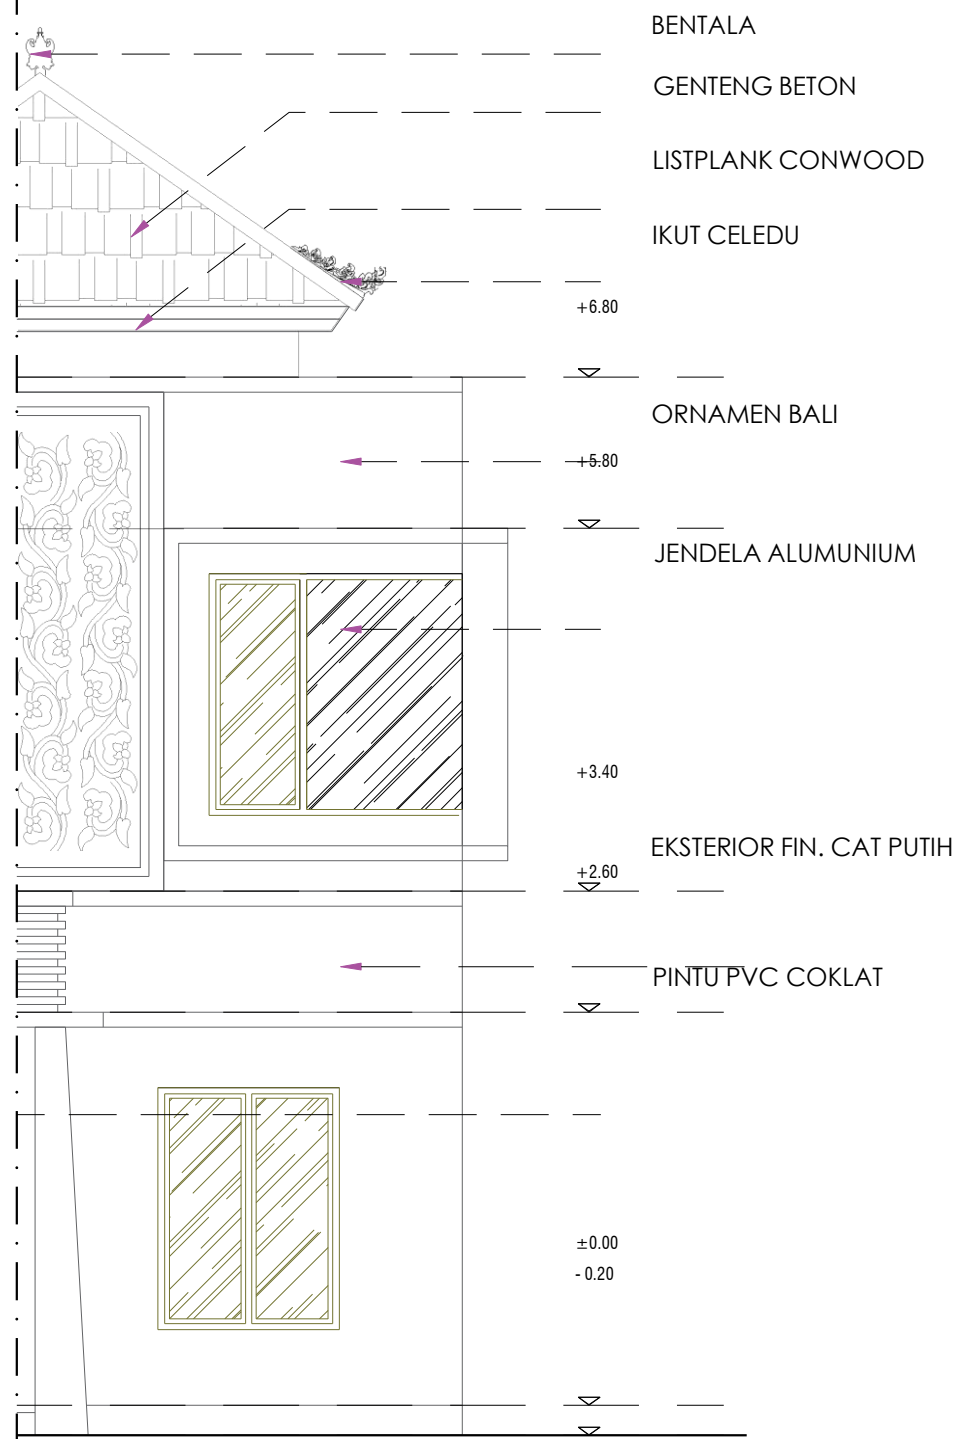 BENTALA
GENTENG BETON
LISTPLANK CONWOOD
IKUT CELEDU
+6.80
ORNAMEN BALI
+5.80
JENDELA ALUMUNIUM
+3.40
EKSTERIOR FIN. CAT PUTIH
+2.60
PINTU PVC COKLAT
±0.00
- 0.20